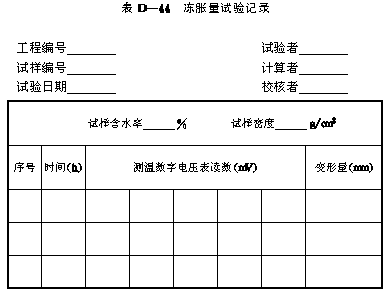 表 D—44 冻胀量试验记录
工程编号________ 试验者________
试样编号________ 计算者________
试验日期________ 校核者________
试样含水率_____% 试样密度_____g/cm³
序号 时间(h) 测温数字电压表读数(mV) 变形量(mm)